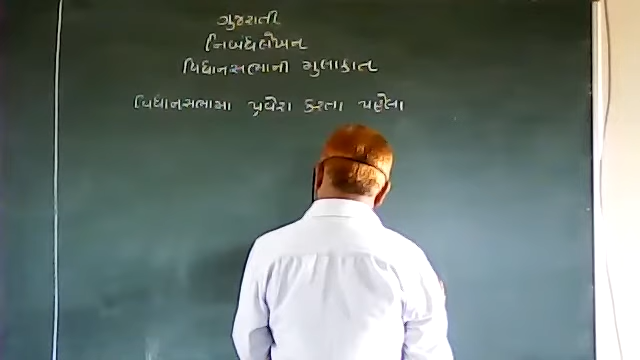 ગુજરાતી
નિબંધલેખન
વિધાનસભાની મુલાકાત
વિધાનસભામા પ્રવેશ કરતા પહેલા